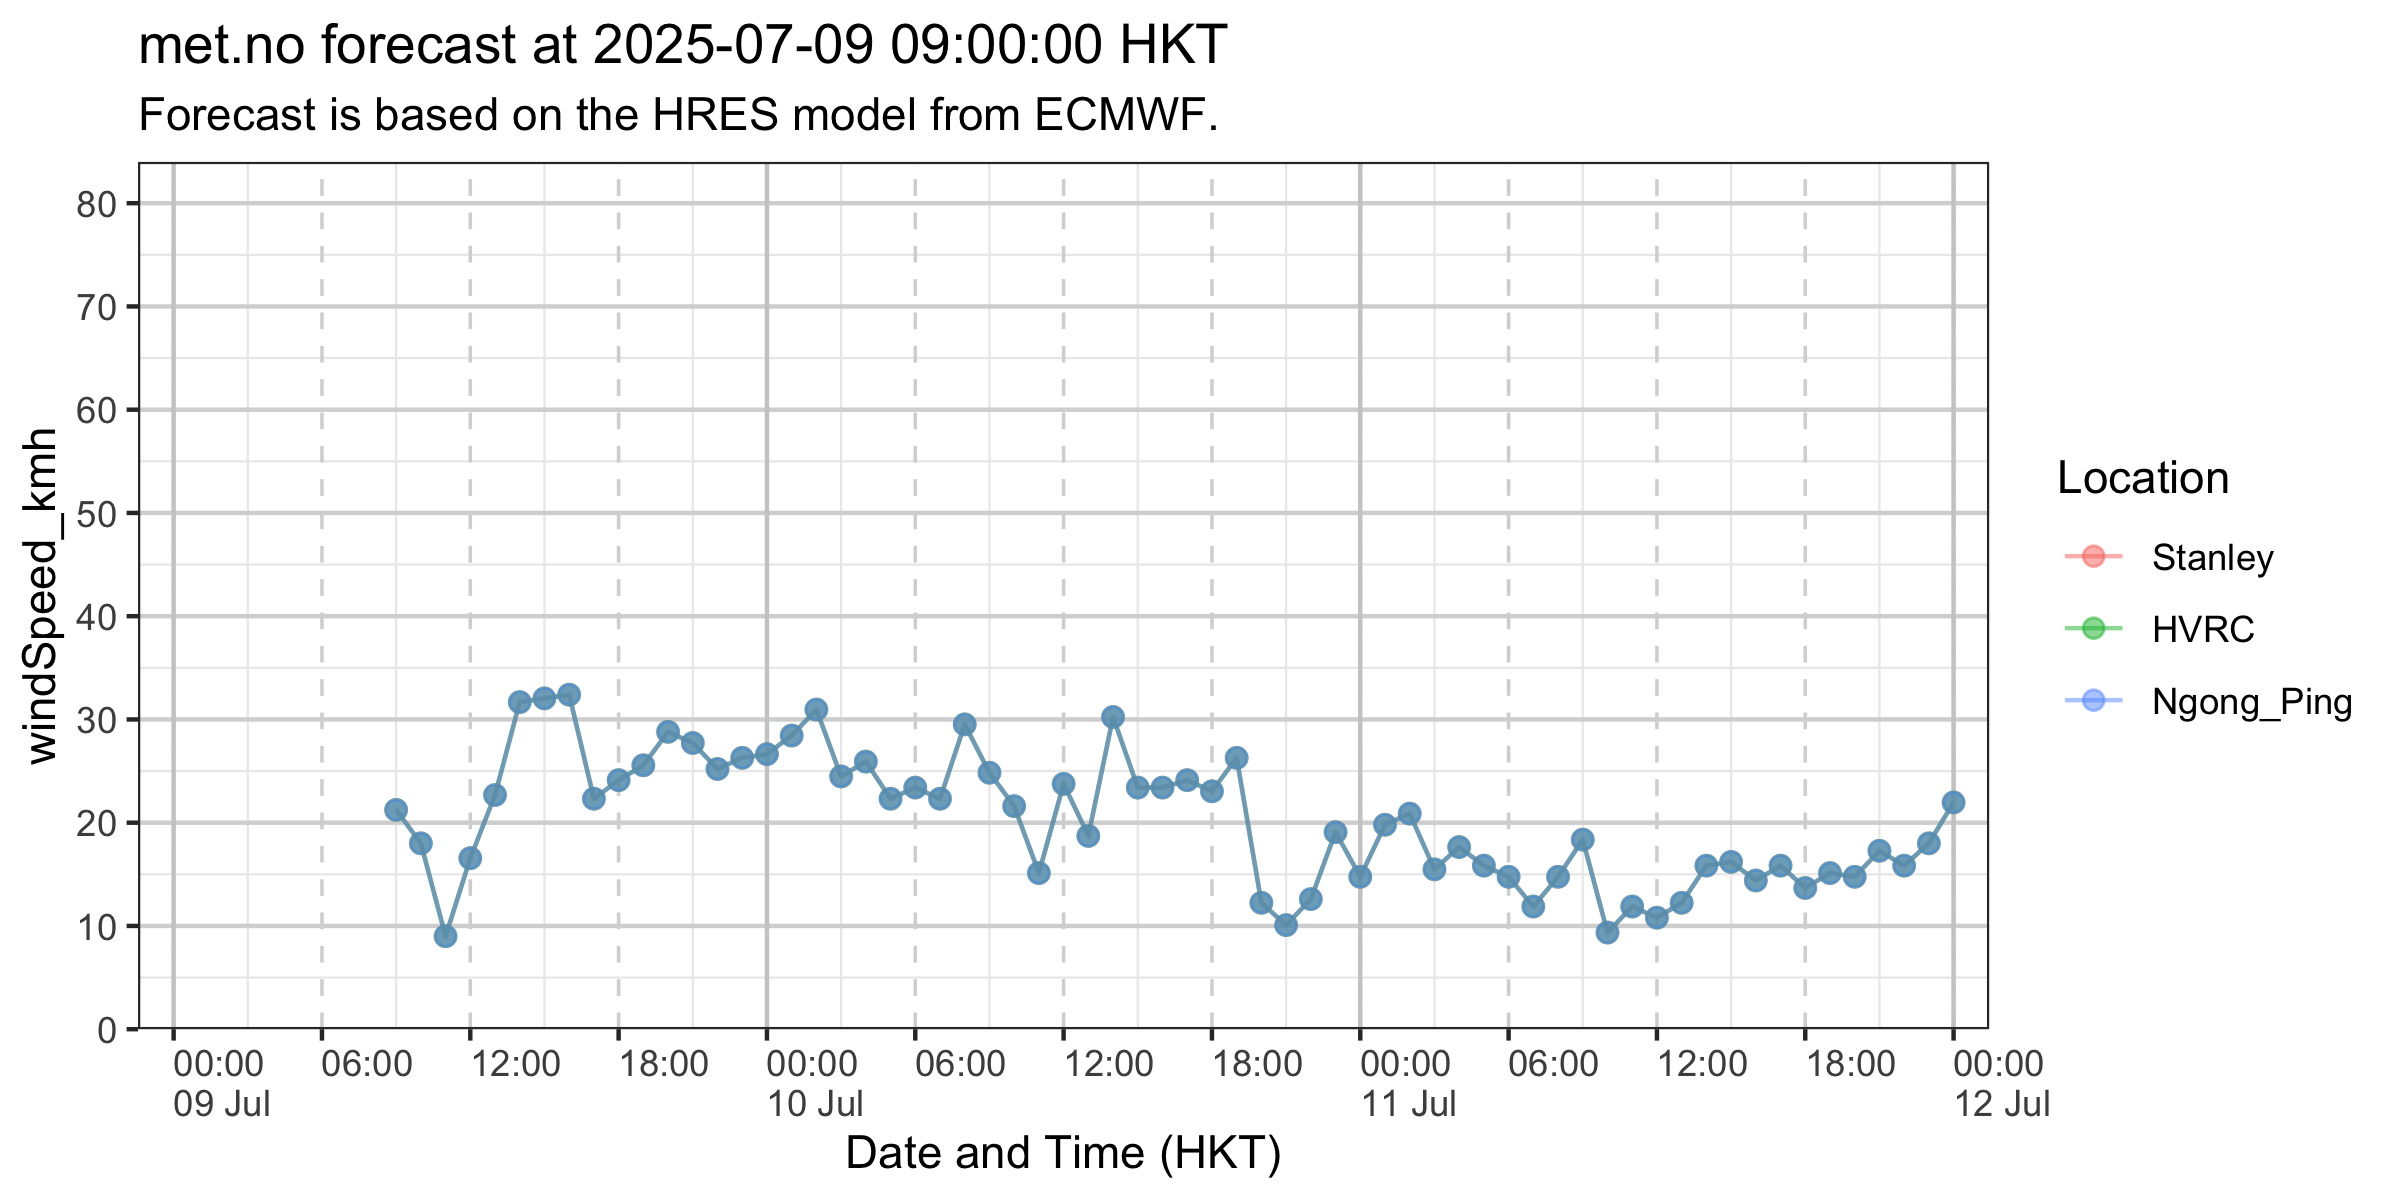 met.no forecast at 2025-07-09 09:00:00 HKT
Forecast is based on the HRES model from ECMWF.
windSpeed_kmh
80
70
60
50
40
30
20
10
0
00:00 06:00 12:00 18:00 00:00 06:00 12:00 18:00 00:00 06:00 12:00 18:00 00:00
09 Jul 10 Jul 11 Jul 12 Jul
Date and Time (HKT)
Location
Stanley
HVRC
Ngong_Ping